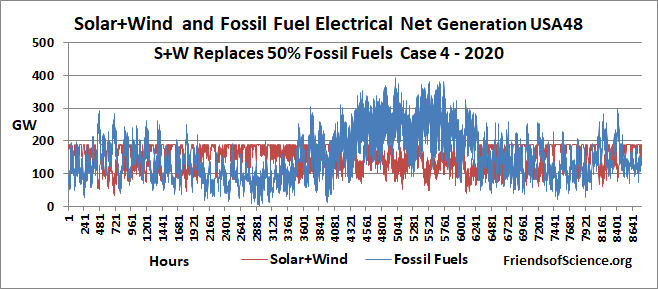 Solar+Wind and Fossil Fuel Electrical Net Generation USA48
S+W Replaces 50% Fossil Fuels Case 4 - 2020
500
400
300
GW
200
100
0
1 241 481 721 961 1201 1441 1681 1921 2161 2401 2641 2881 3121 3361 3601 3841 4081 4321 4561 4801 5041 5281 5521 5761 6001 6241 6481 6721 6961 7201 7441 7681 7921 8161 8401 8641
Hours Solar+Wind Fossil Fuels FriendsofScience.org